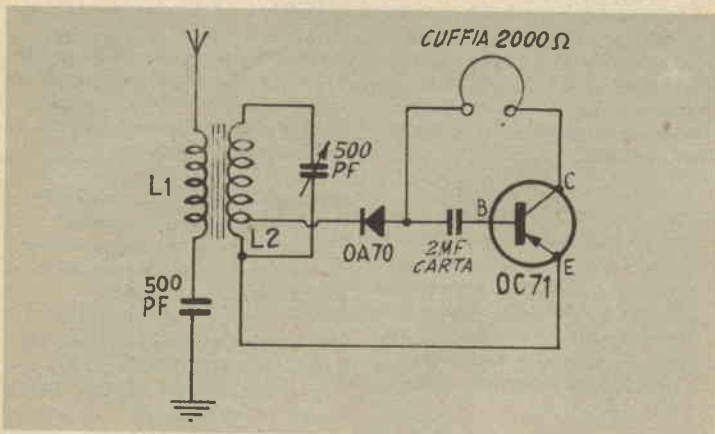 CUFFIA 2000 Ω
500
PF
L1
L2
OA70
2MF
CARTA
B
C
E
OC71
500
PF